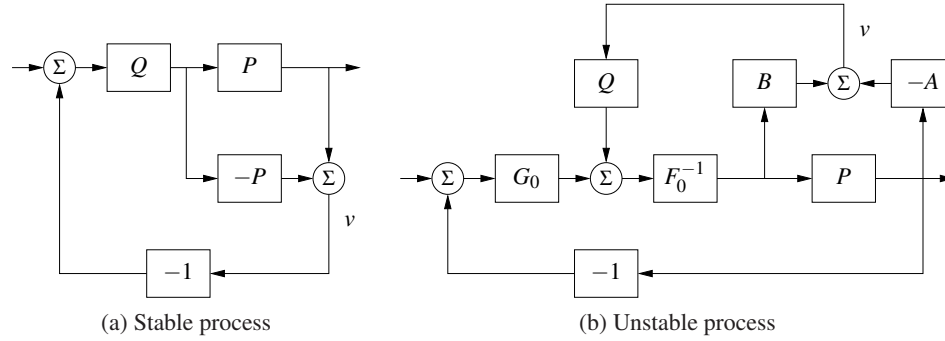 v
Σ
Q
P
Q
B
Σ
−A
−P
Σ
Σ
G₀
Σ
F₀⁻¹
P
v
−1
−1
(a) Stable process
(b) Unstable process